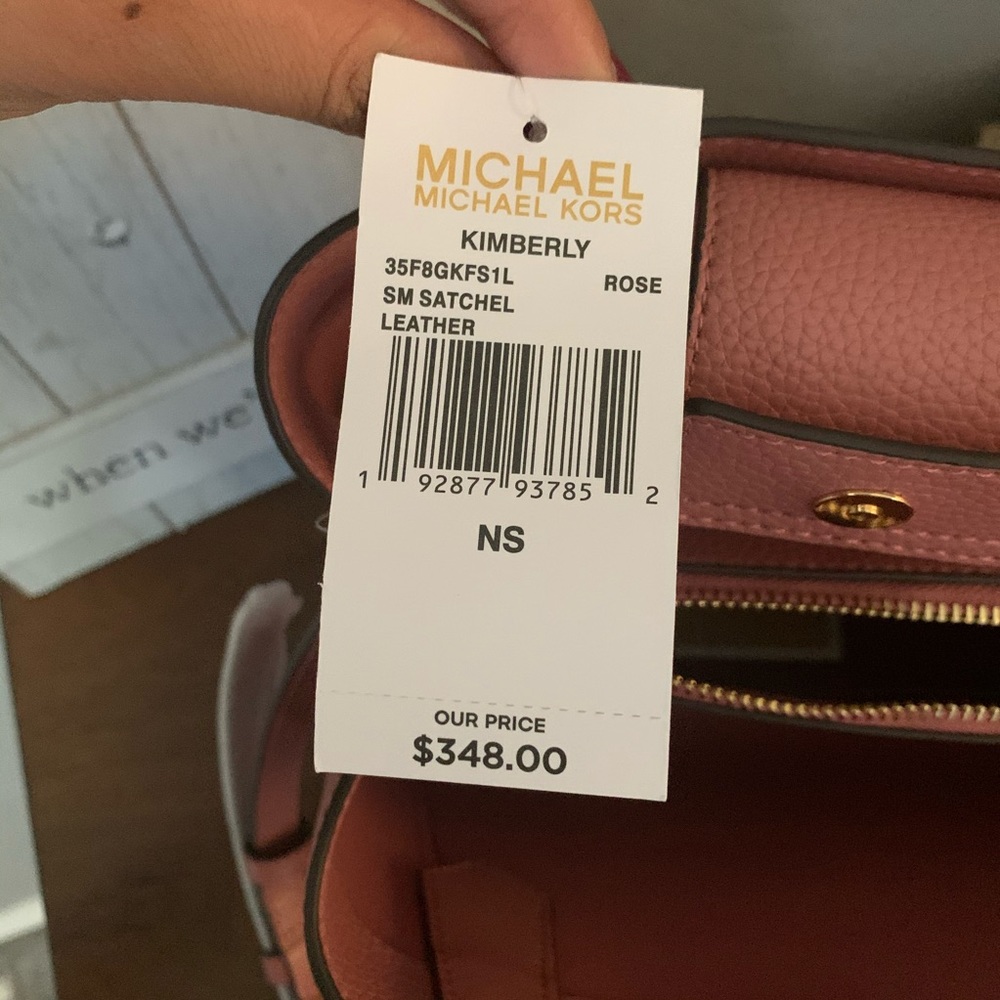 MICHAEL
MICHAEL KORS
KIMBERLY
35F8GKFS1L ROSE
SM SATCHEL
LEATHER
1 92877 93785 2
NS
OUR PRICE
$348.00
when we'